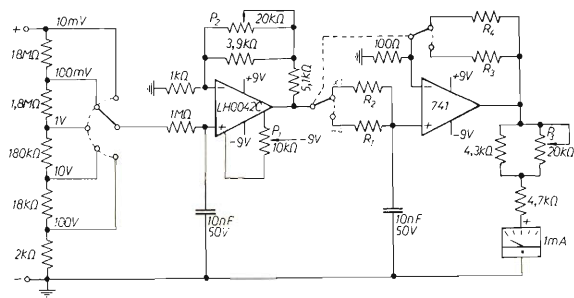 +
10mV
18MΩ
100mV
1,8MΩ
1V
180kΩ
10V
18kΩ
100V
2kΩ
−
1kΩ
1MΩ
P₂
20kΩ
3,9kΩ
5,1kΩ
+9V
−
LH0042C
+
−9V
P₁
10kΩ
−9V
10nF
50V
R₂
R₁
10nF
50V
100Ω
R₄
R₃
+9V
−
741
+
−9V
4,3kΩ
P₃
20kΩ
4,7kΩ
+
1mA